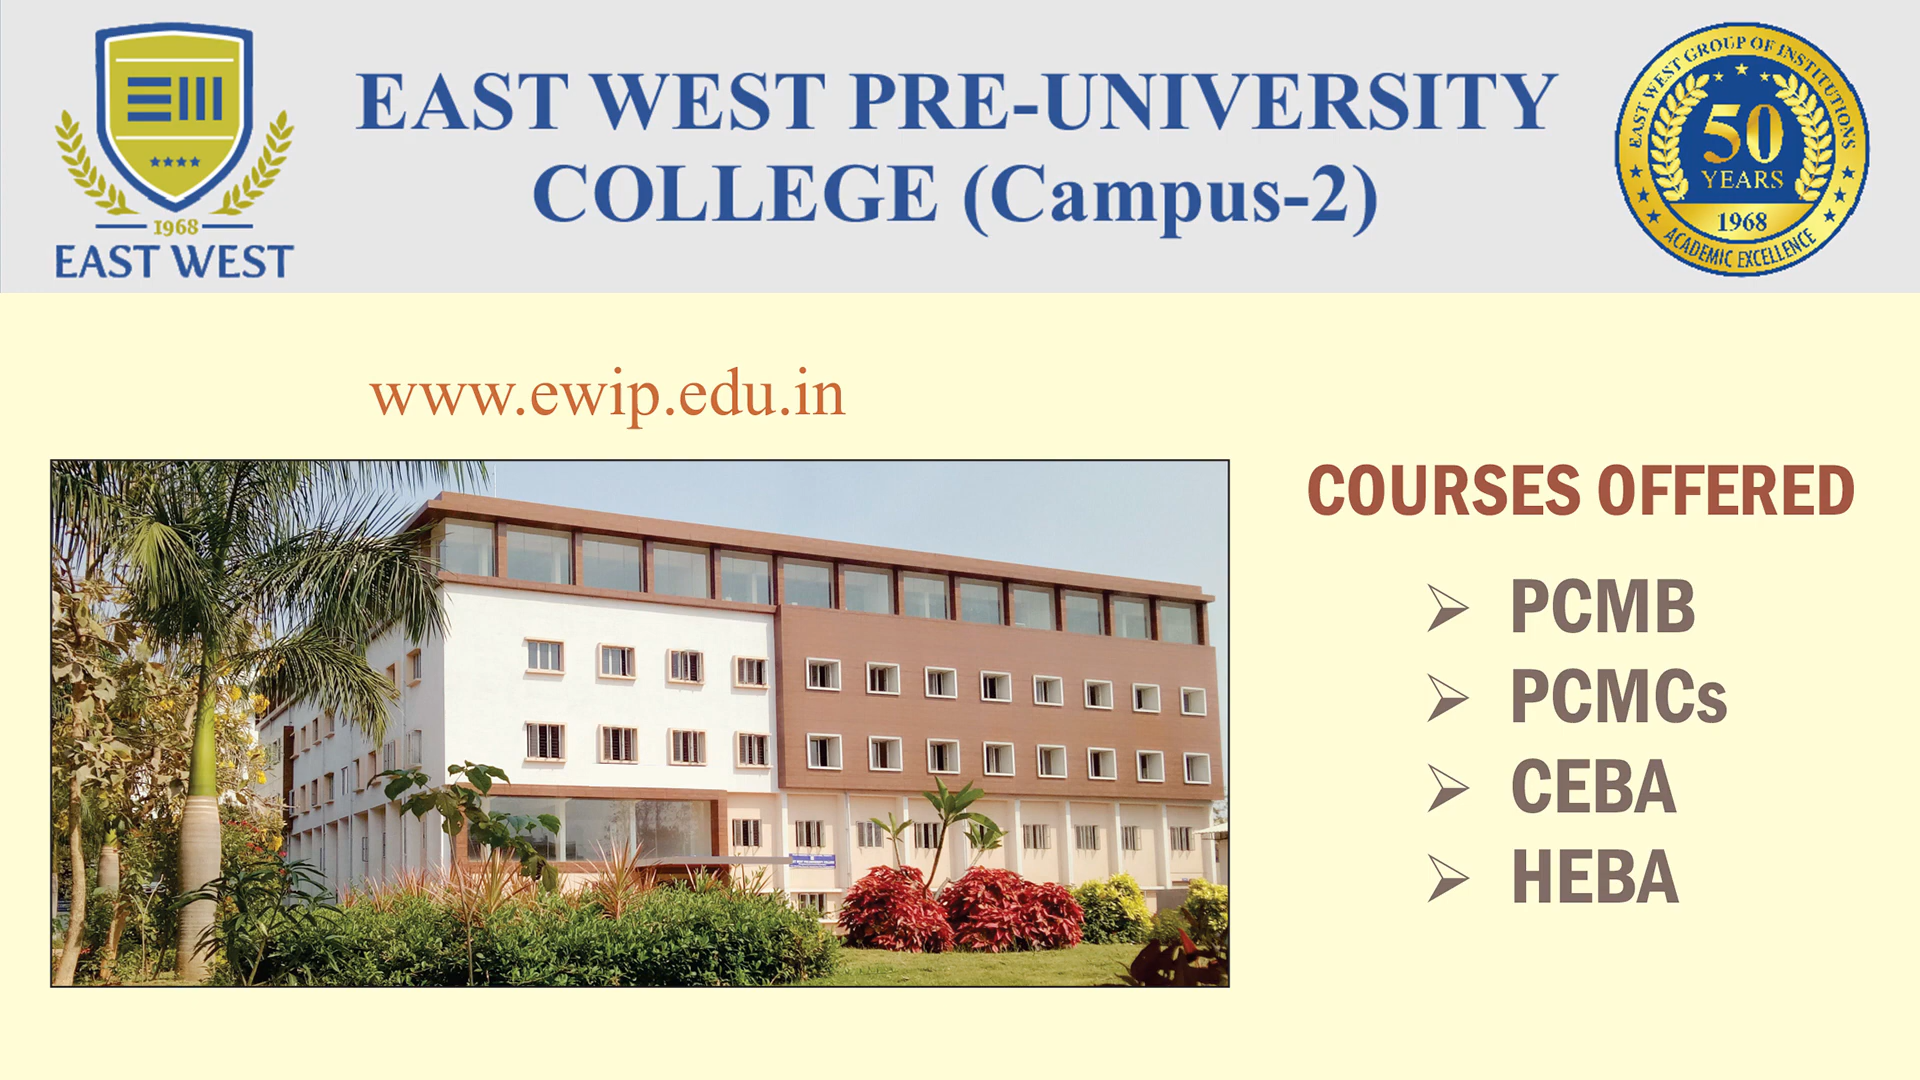 EW
1968
EAST WEST
EAST WEST PRE-UNIVERSITY
COLLEGE (Campus-2)
EAST WEST GROUP OF INSTITUTIONS
50
YEARS
1968
ACADEMIC EXCELLENCE
www.ewip.edu.in
COURSES OFFERED
PCMB
PCMCs
CEBA
HEBA